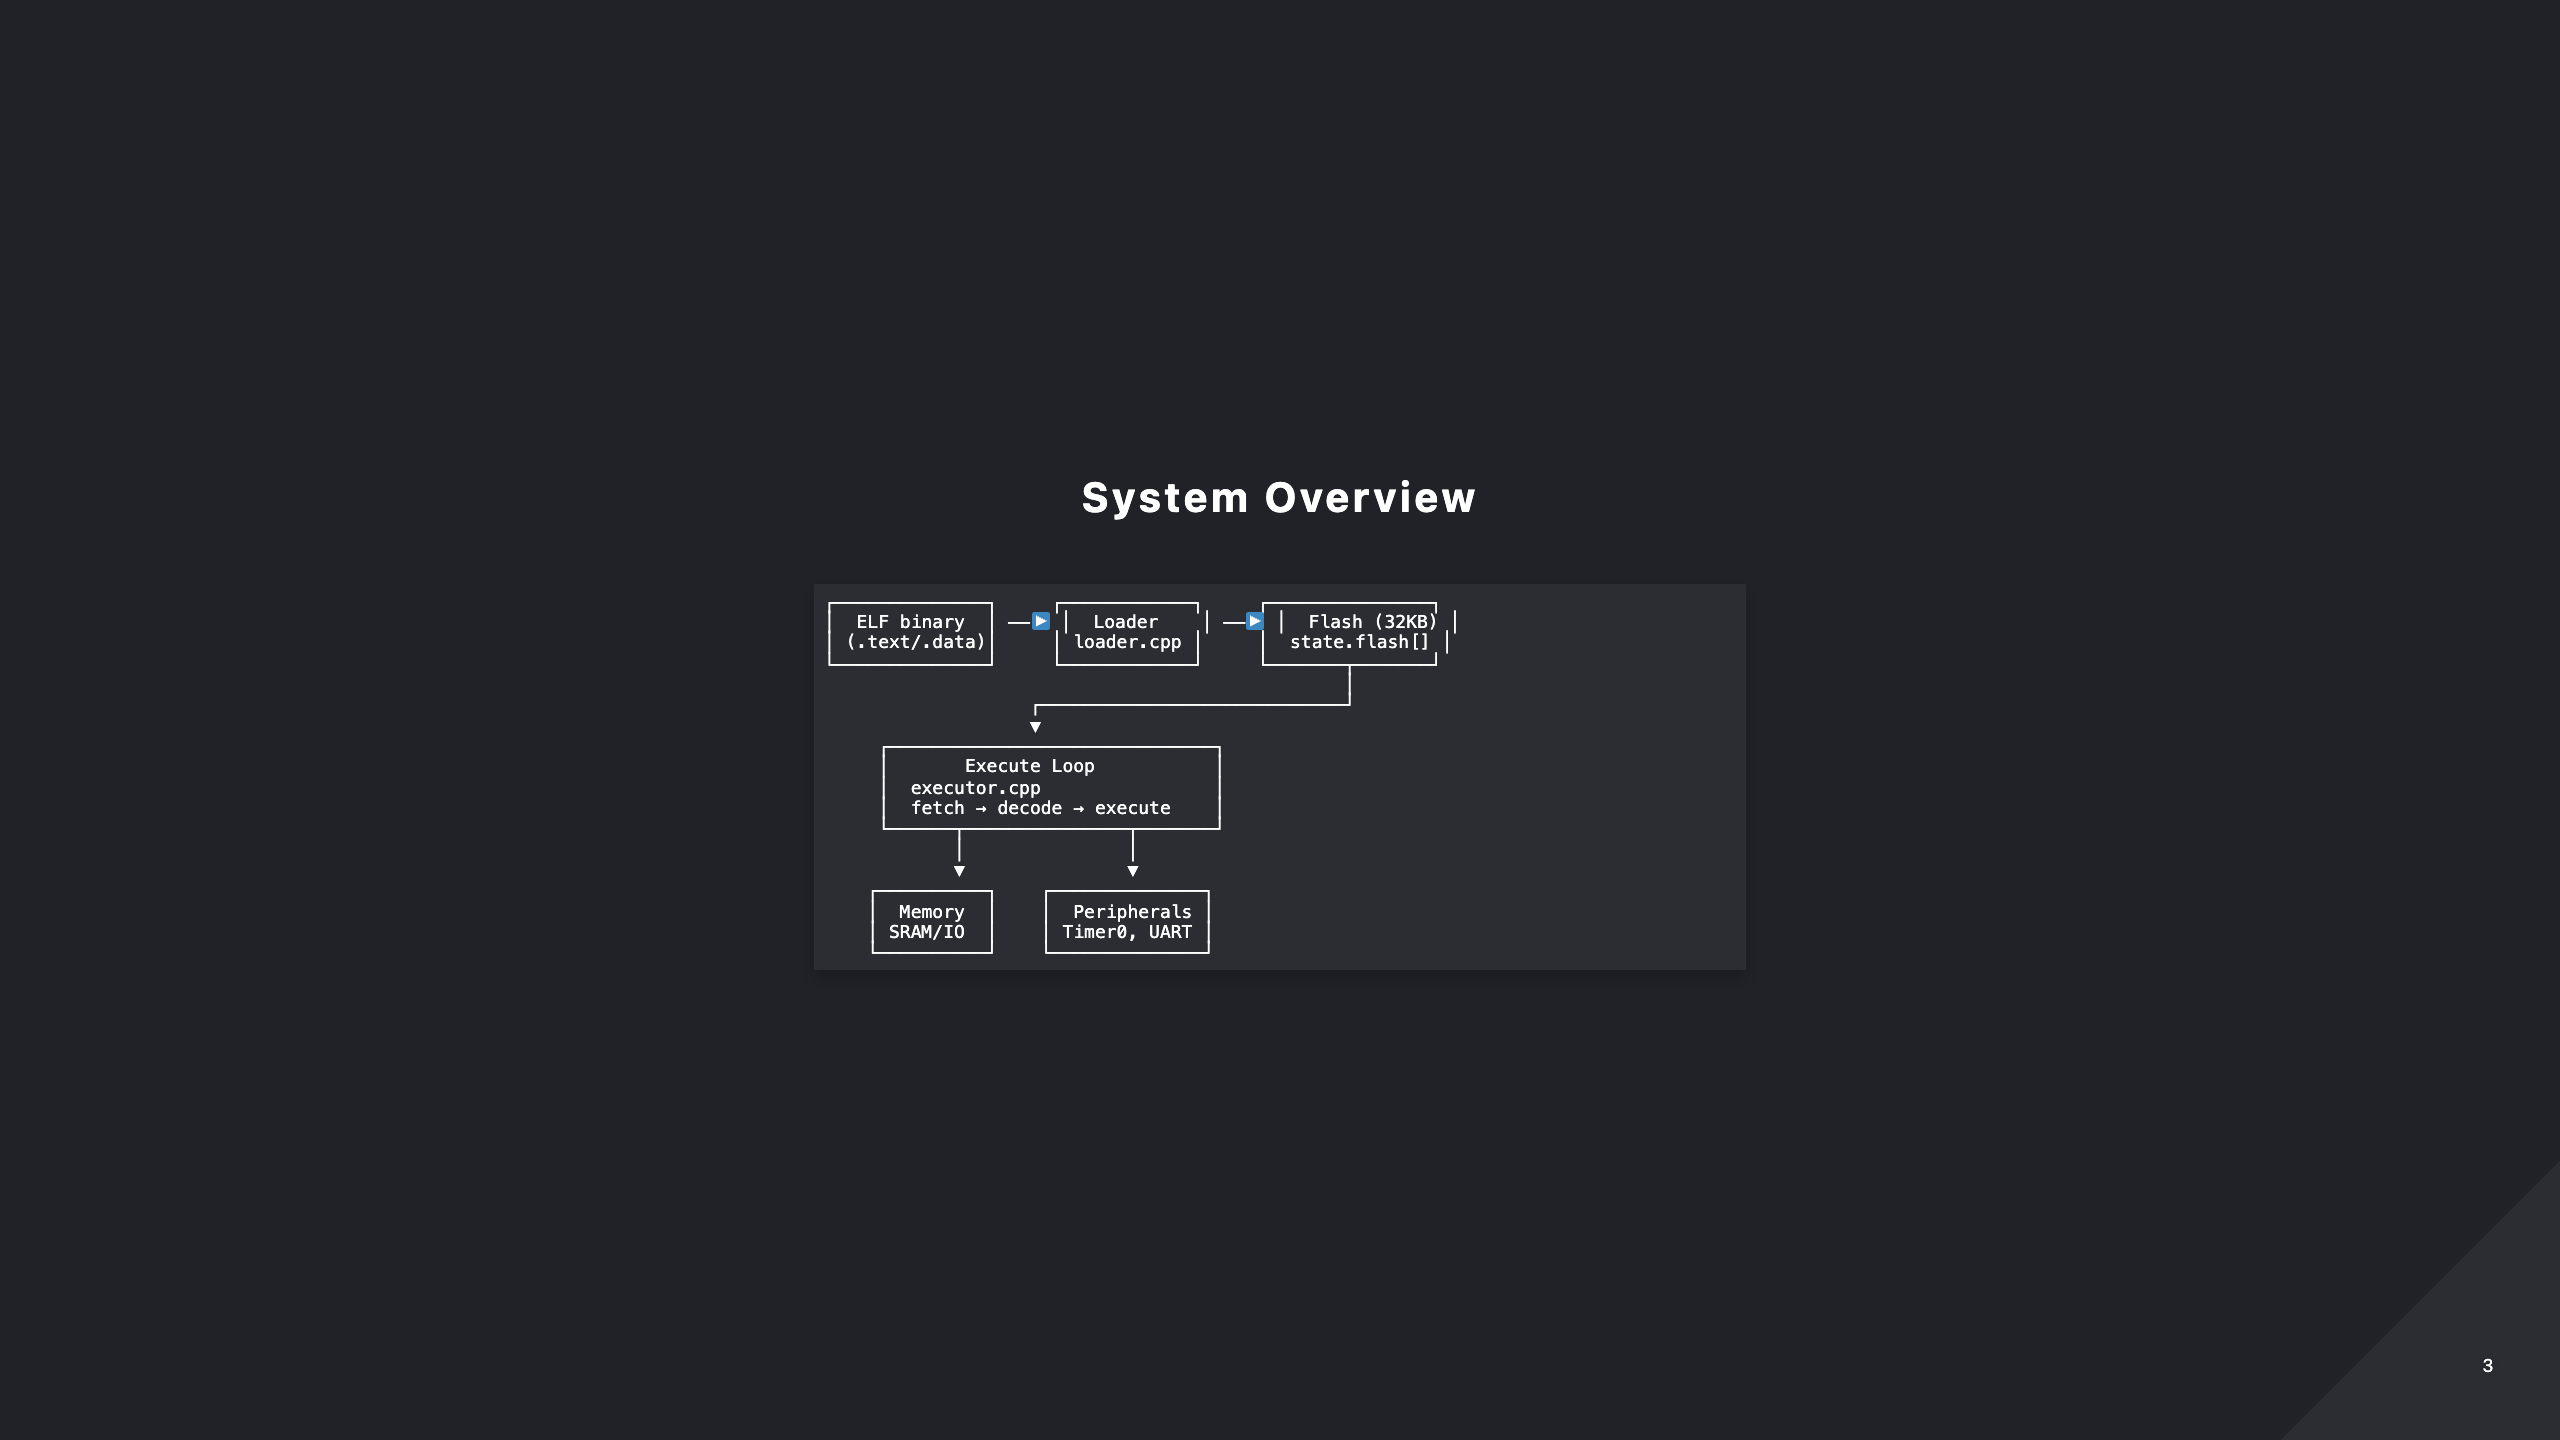 System Overview
ELF binary
(.text/.data)
Loader
loader.cpp
Flash (32KB)
state.flash[]
Execute Loop
executor.cpp
fetch → decode → execute
Memory
SRAM/IO
Peripherals
Timer0, UART
3